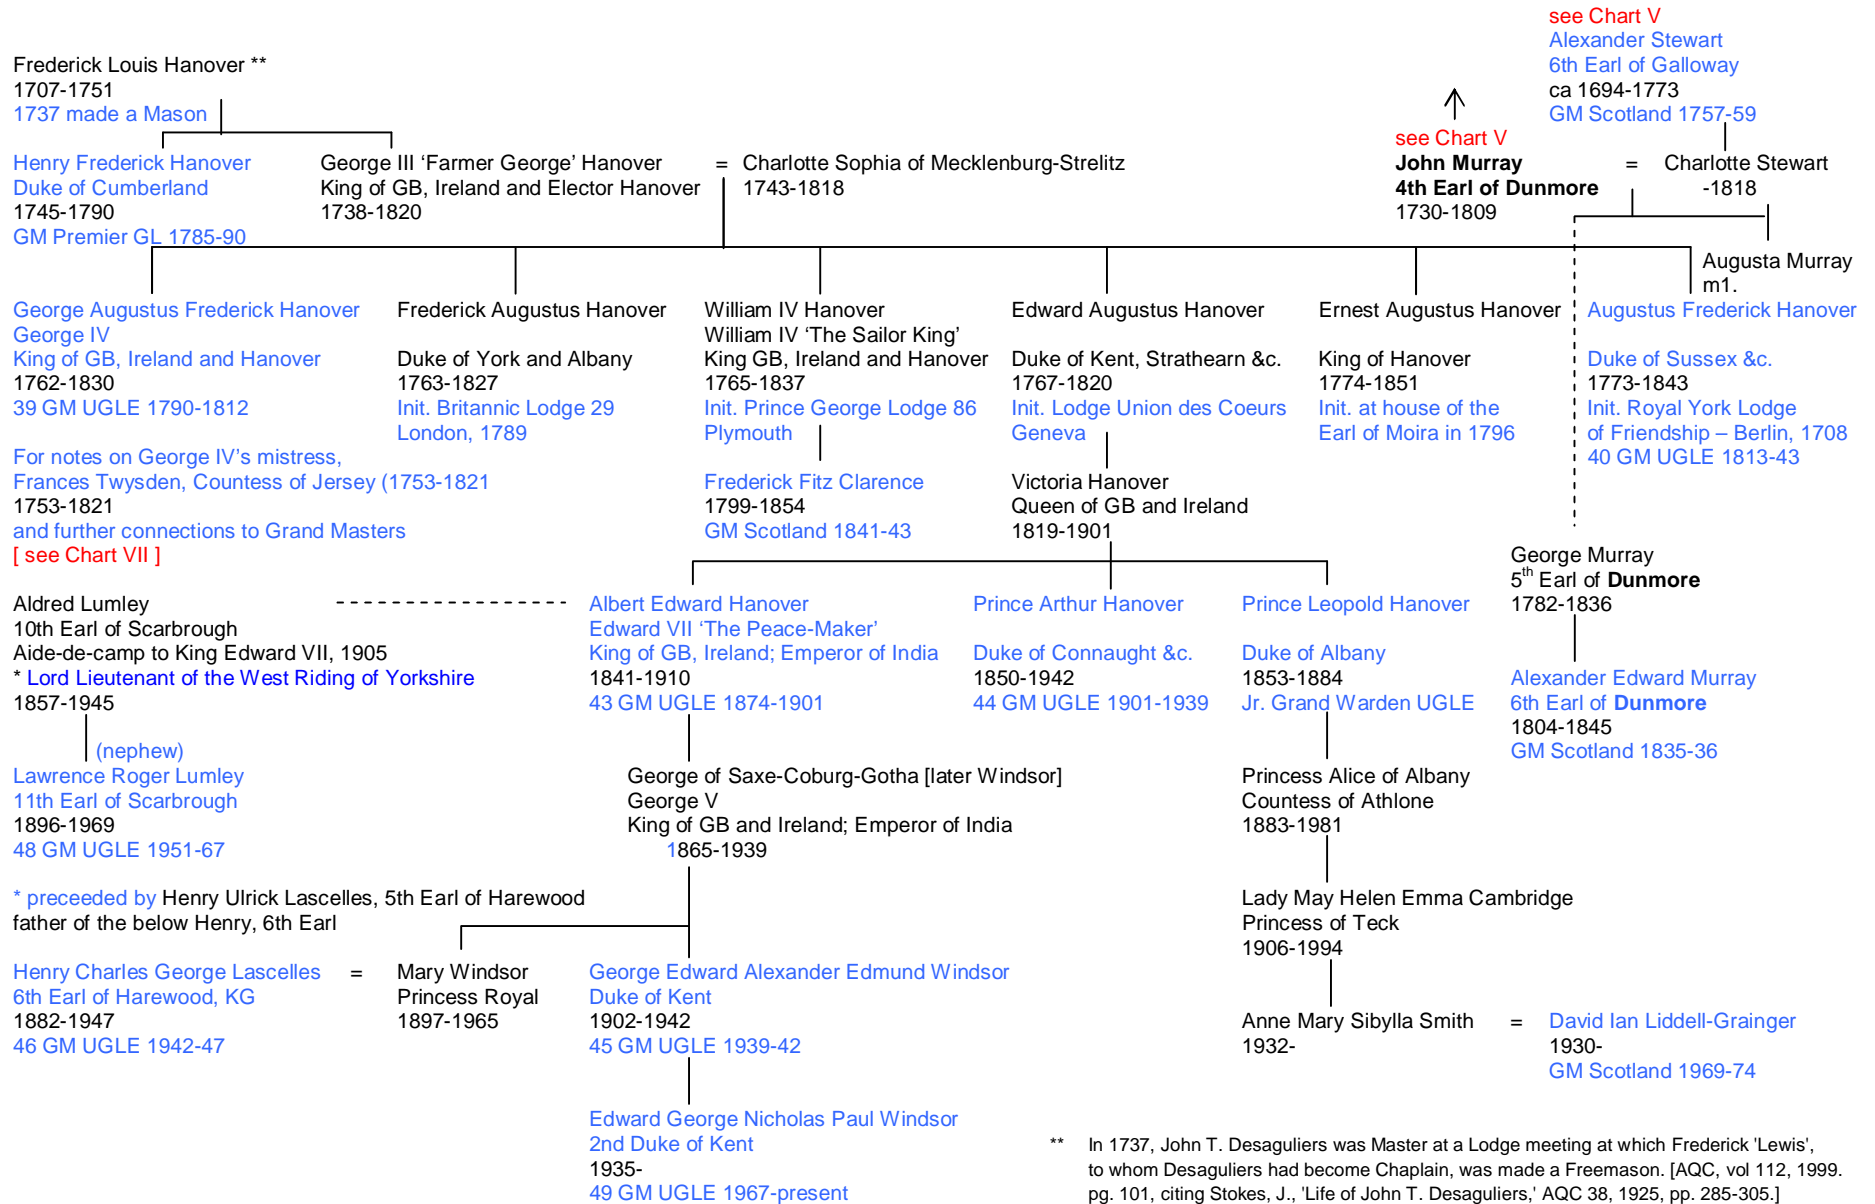 see Chart V
Alexander Stewart
6th Earl of Galloway
ca 1694-1773
GM Scotland 1757-59
Frederick Louis Hanover **
1707-1751
1737 made a Mason
Henry Frederick Hanover
Duke of Cumberland
1745-1790
GM Premier GL 1785-90
George III ‘Farmer George’ Hanover
King of GB, Ireland and Elector Hanover
1738-1820
=
Charlotte Sophia of Mecklenburg-Strelitz
1743-1818
see Chart V
John Murray
4th Earl of Dunmore
1730-1809
=
Charlotte Stewart
-1818
Augusta Murray
m1.
George Augustus Frederick Hanover
George IV
King of GB, Ireland and Hanover
1762-1830
39 GM UGLE 1790-1812
For notes on George IV’s mistress,
Frances Twysden, Countess of Jersey (1753-1821
1753-1821
and further connections to Grand Masters
[ see Chart VII ]
Frederick Augustus Hanover
Duke of York and Albany
1763-1827
Init. Britannic Lodge 29
London, 1789
William IV Hanover
William IV ‘The Sailor King’
King GB, Ireland and Hanover
1765-1837
Init. Prince George Lodge 86
Plymouth
Frederick Fitz Clarence
1799-1854
GM Scotland 1841-43
Edward Augustus Hanover
Duke of Kent, Strathearn &c.
1767-1820
Init. Lodge Union des Coeurs
Geneva
Victoria Hanover
Queen of GB and Ireland
1819-1901
Ernest Augustus Hanover
King of Hanover
1774-1851
Init. at house of the
Earl of Moira in 1796
Augustus Frederick Hanover
Duke of Sussex &c.
1773-1843
Init. Royal York Lodge
of Friendship – Berlin, 1708
40 GM UGLE 1813-43
George Murray
5th Earl of Dunmore
1782-1836
Alexander Edward Murray
6th Earl of Dunmore
1804-1845
GM Scotland 1835-36
Aldred Lumley
10th Earl of Scarbrough
Aide-de-camp to King Edward VII, 1905
* Lord Lieutenant of the West Riding of Yorkshire
1857-1945
(nephew)
Lawrence Roger Lumley
11th Earl of Scarbrough
1896-1969
48 GM UGLE 1951-67
Albert Edward Hanover
Edward VII ‘The Peace-Maker’
King of GB, Ireland; Emperor of India
1841-1910
43 GM UGLE 1874-1901
Prince Arthur Hanover
Duke of Connaught &c.
1850-1942
44 GM UGLE 1901-1939
Prince Leopold Hanover
Duke of Albany
1853-1884
Jr. Grand Warden UGLE
George of Saxe-Coburg-Gotha [later Windsor]
George V
King of GB and Ireland; Emperor of India
1865-1939
Princess Alice of Albany
Countess of Athlone
1883-1981
* preceeded by Henry Ulrick Lascelles, 5th Earl of Harewood
father of the below Henry, 6th Earl
Lady May Helen Emma Cambridge
Princess of Teck
1906-1994
Henry Charles George Lascelles
6th Earl of Harewood, KG
1882-1947
46 GM UGLE 1942-47
=
Mary Windsor
Princess Royal
1897-1965
George Edward Alexander Edmund Windsor
Duke of Kent
1902-1942
45 GM UGLE 1939-42
Anne Mary Sibylla Smith
1932-
=
David Ian Liddell-Grainger
1930-
GM Scotland 1969-74
Edward George Nicholas Paul Windsor
2nd Duke of Kent
1935-
49 GM UGLE 1967-present
** In 1737, John T. Desaguliers was Master at a Lodge meeting at which Frederick 'Lewis',
to whom Desaguliers had become Chaplain, was made a Freemason. [AQC, vol 112, 1999.
pg. 101, citing Stokes, J., 'Life of John T. Desaguliers,' AQC 38, 1925, pp. 285-305.]